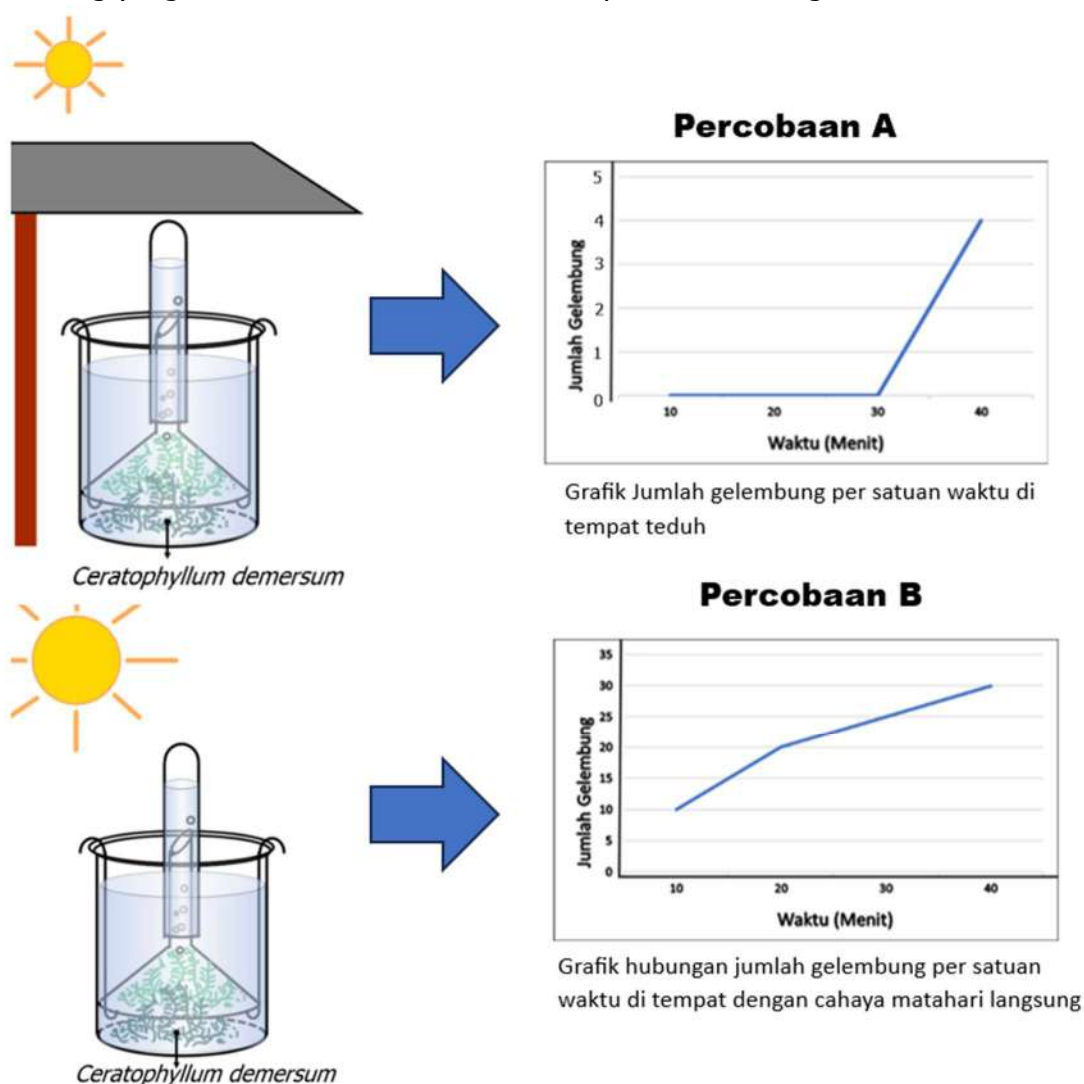 Percobaan A
5
4
3
2
1
0
Jumlah Gelembung
10 20 30 40
Waktu (Menit)
Grafik Jumlah gelembung per satuan waktu di
tempat teduh
Ceratophyllum demersum
Percobaan B
35
30
25
20
15
10
5
0
Jumlah Gelembung
10 20 30 40
Waktu (Menit)
Grafik hubungan jumlah gelembung per satuan
waktu di tempat dengan cahaya matahari langsung
Ceratophyllum demersum